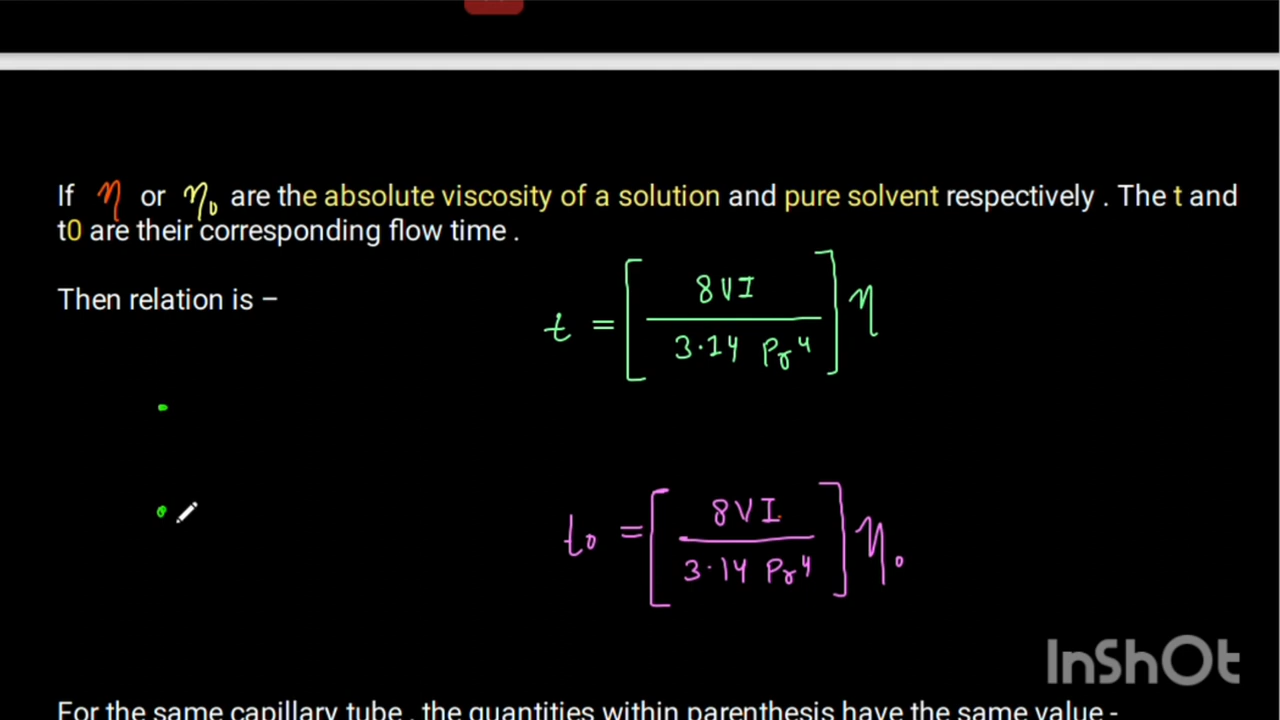 If η or η₀ are the absolute viscosity of a solution and pure solvent respectively . The t and
t0 are their corresponding flow time .
Then relation is –
t = [ 8VI / 3.14 Pr⁴ ] η
t₀ = [ 8VI / 3.14 Pr⁴ ] η₀
InShOt
For the same capillary tube , the quantities within parenthesis have the same value -